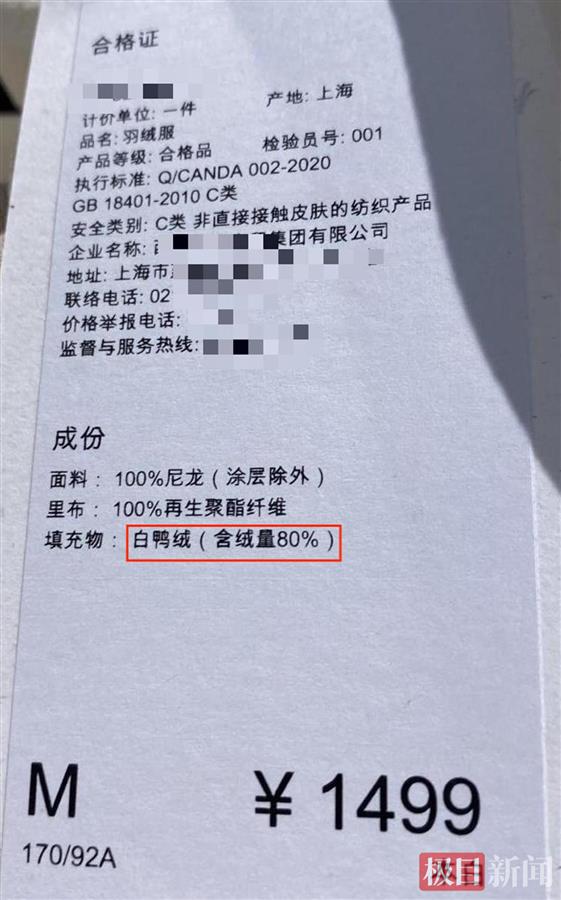 合格证
计价单位: 一件
产地: 上海
品名: 羽绒服
产品等级: 合格品
检验员号: 001
执行标准: Q/CANDA 002-2020
GB 18401-2010 C类
安全类别: C类 非直接接触皮肤的纺织产品
企业名称: 集团有限公司
地址: 上海市
联络电话: 02
价格举报电话:
监督与服务热线:
成份
面料： 100%尼龙（涂层除外）
里布： 100%再生聚酯纤维
填充物： 白鸭绒（含绒量80%）
M
¥ 1499
170/92A
极目新闻